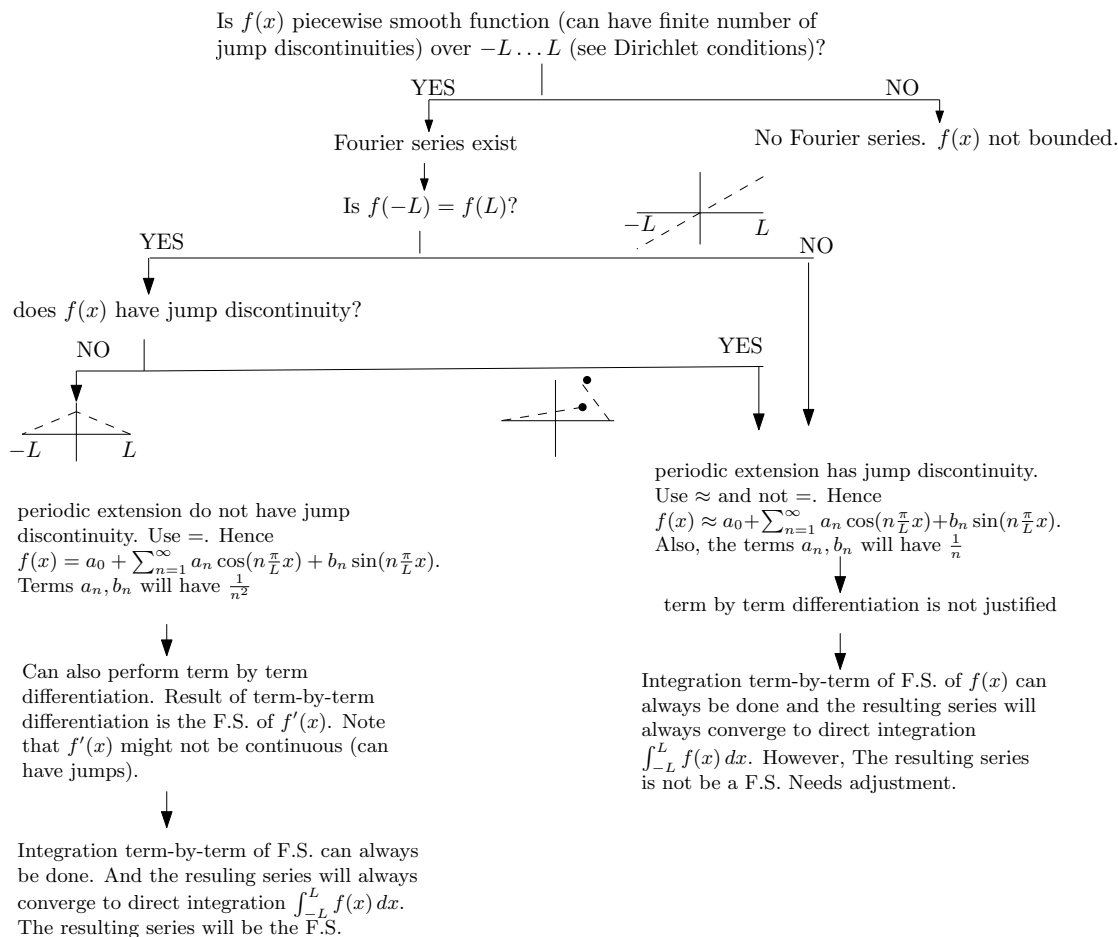 Is f(x) piecewise smooth function (can have finite number of
jump discontinuities) over −L…L (see Dirichlet conditions)?
YES
NO
Fourier series exist
No Fourier series. f(x) not bounded.
Is f(−L) = f(L)?
−L
L
YES
NO
does f(x) have jump discontinuity?
NO
YES
−L
L
periodic extension do not have jump
discontinuity. Use =. Hence
f(x) = a₀ + ∑_{n=1}^{∞} aₙ cos(n π/L x) + bₙ sin(n π/L x).
Terms aₙ, bₙ will have 1/n²
Can also perform term by term
differentiation. Result of term-by-term
differentiation is the F.S. of f′(x). Note
that f′(x) might not be continuous (can
have jumps).
Integration term-by-term of F.S. can always
be done. And the resuling series will always
converge to direct integration ∫_{−L}^{L} f(x) dx.
The resulting series will be the F.S.
periodic extension has jump discontinuity.
Use ≈ and not =. Hence
f(x) ≈ a₀+∑_{n=1}^{∞} aₙ cos(n π/L x)+bₙ sin(n π/L x).
Also, the terms aₙ, bₙ will have 1/n
term by term differentiation is not justified
Integration term-by-term of F.S. of f(x) can
always be done and the resulting series will
always converge to direct integration
∫_{−L}^{L} f(x) dx. However, The resulting series
is not be a F.S. Needs adjustment.